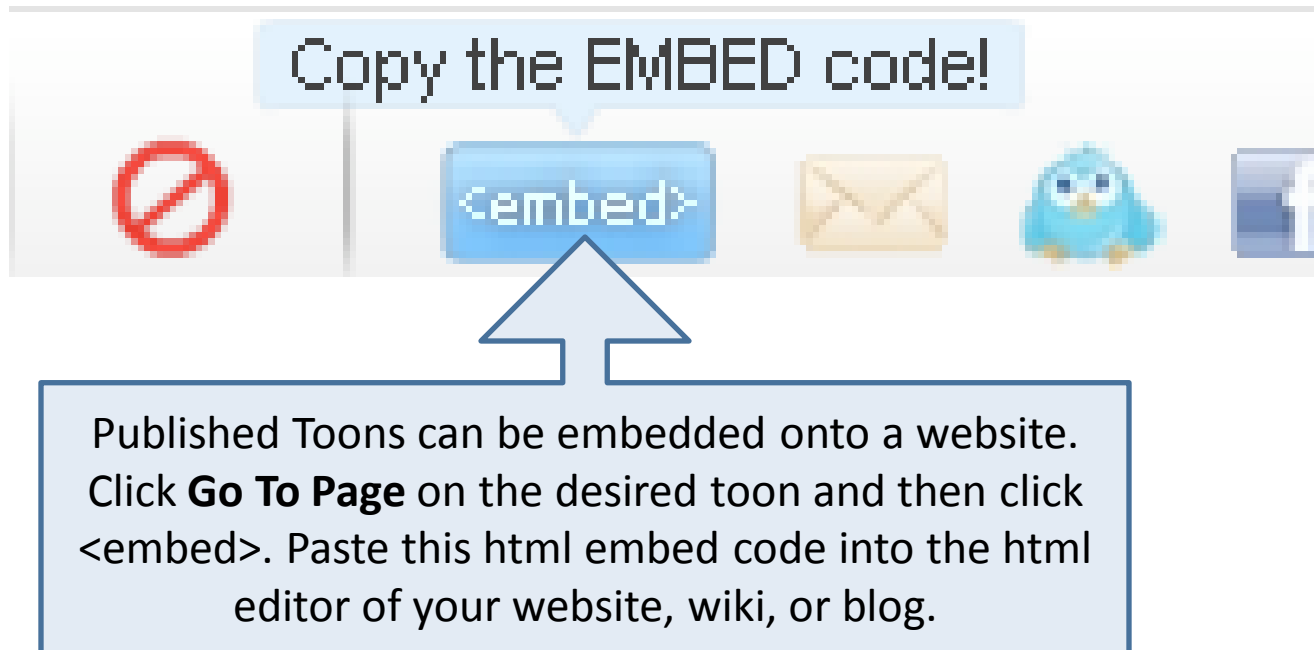 Copy the EMBED code!
<embed>
f
Published Toons can be embedded onto a website.
Click Go To Page on the desired toon and then click
<embed>. Paste this html embed code into the html
editor of your website, wiki, or blog.